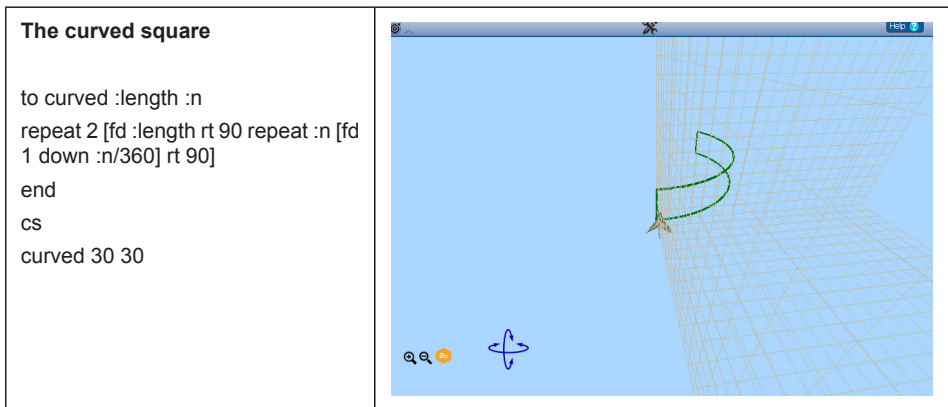 The curved square
to curved :length :n
repeat 2 [fd :length rt 90 repeat :n [fd
1 down :n/360] rt 90]
end
cs
curved 30 30
Help ?